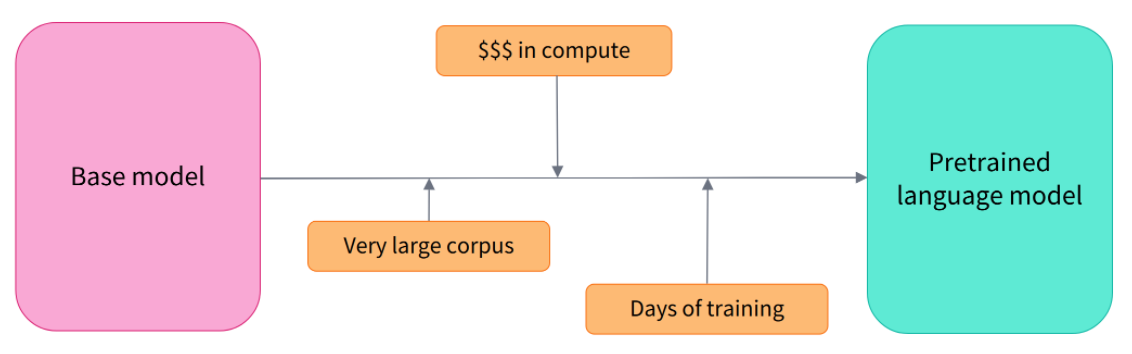 $$$ in compute
Base model
Pretrained
language model
Very large corpus
Days of training